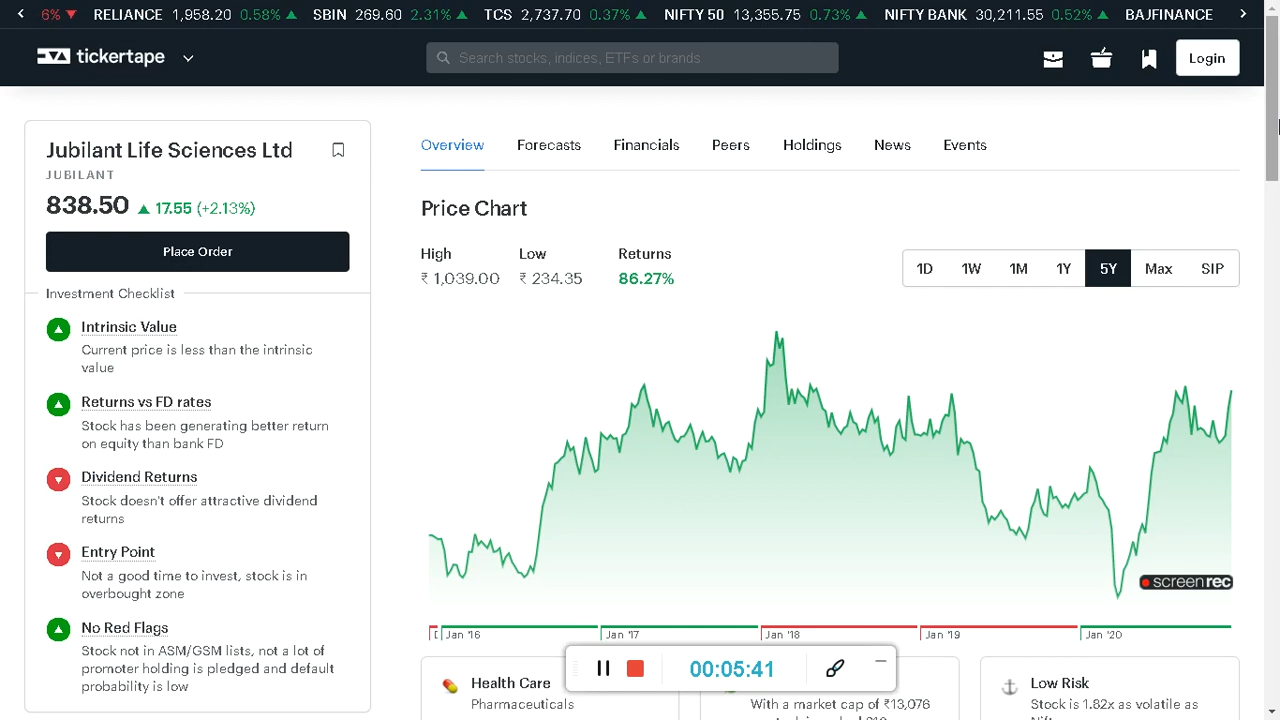 6% ▼ RELIANCE 1,958.20 0.58% ▲ SBIN 269.60 2.31% ▲ TCS 2,737.70 0.37% ▲ NIFTY 50 13,355.75 0.73% ▲ NIFTY BANK 30,211.55 0.52% ▲ BAJFINANCE
tickertape
Search stocks, indices, ETFs or brands
Login
Jubilant Life Sciences Ltd
JUBILANT
838.50 ▲ 17.55 (+2.13%)
Place Order
Investment Checklist
Intrinsic Value
Current price is less than the intrinsic
value
Returns vs FD rates
Stock has been generating better return
on equity than bank FD
Dividend Returns
Stock doesn't offer attractive dividend
returns
Entry Point
Not a good time to invest, stock is in
overbought zone
No Red Flags
Stock not in ASM/GSM lists, not a lot of
promoter holding is pledged and default
probability is low
Overview Forecasts Financials Peers Holdings News Events
Price Chart
High Low Returns
₹ 1,039.00 ₹ 234.35 86.27%
1D 1W 1M 1Y 5Y Max SIP
screenrec
Jan '16 Jan '17 Jan '18 Jan '19 Jan '20
00:05:41
Health Care
Pharmaceuticals
With a market cap of ₹13,076
Low Risk
Stock is 1.82x as volatile as